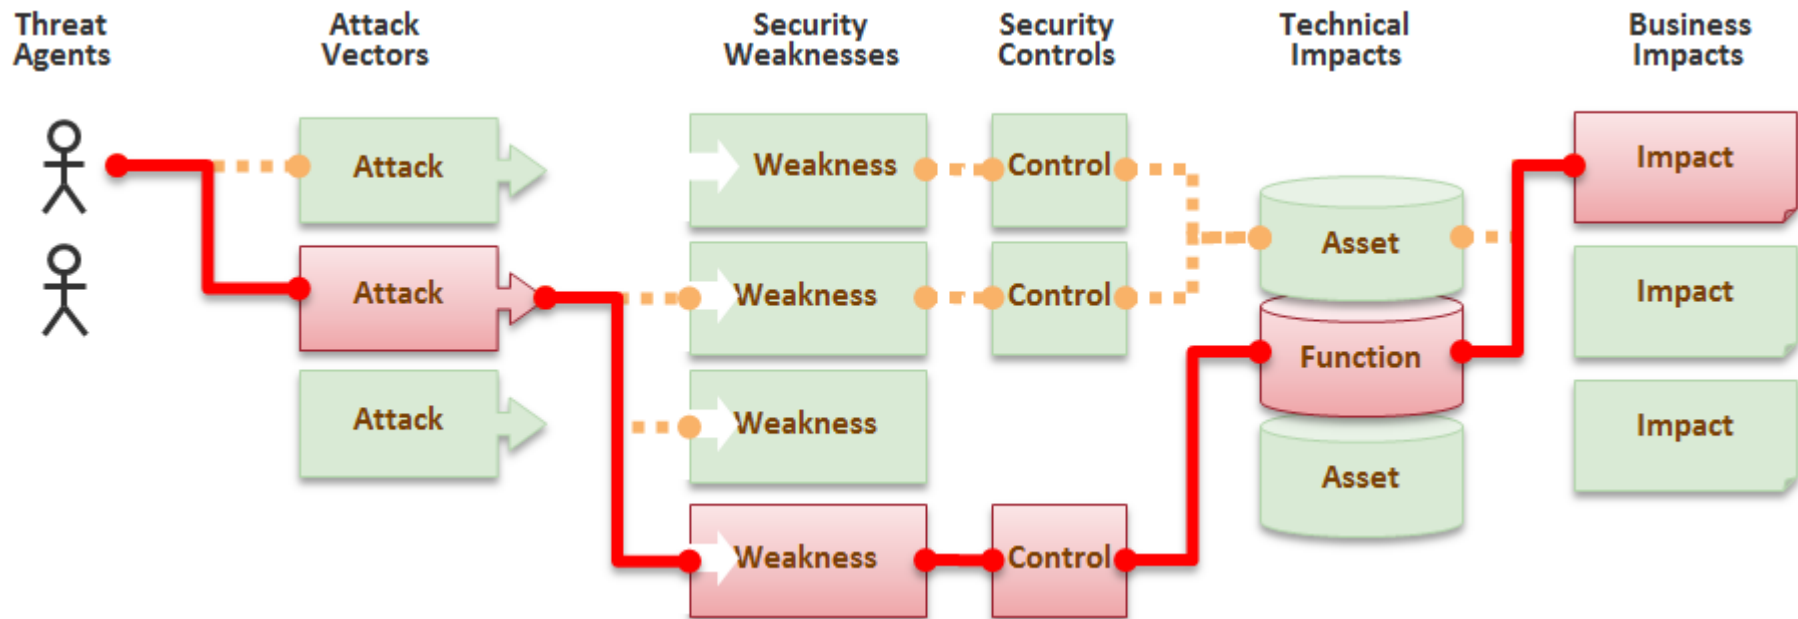 Threat
Agents
Attack
Vectors
Security
Weaknesses
Security
Controls
Technical
Impacts
Business
Impacts
Attack
Weakness
Control
Impact
Asset
Attack
Weakness
Control
Impact
Function
Attack
Weakness
Impact
Asset
Weakness
Control